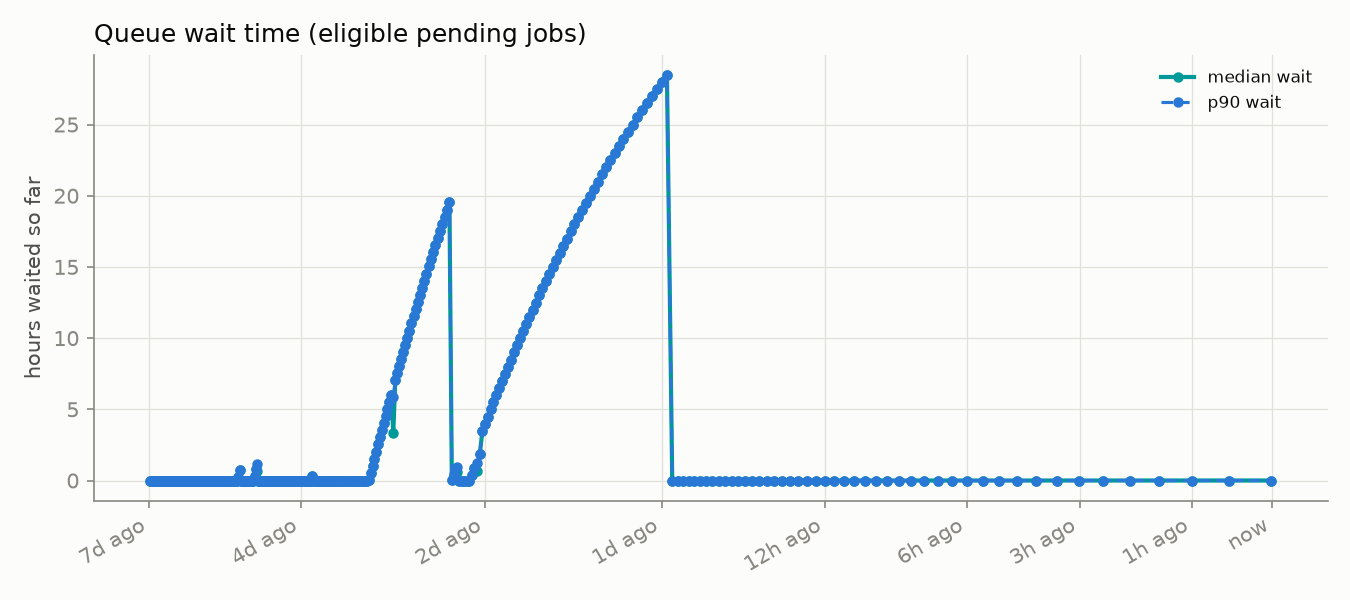 Queue wait time (eligible pending jobs)
median wait
p90 wait
hours waited so far
25
20
15
10
5
0
7d ago
4d ago
2d ago
1d ago
12h ago
6h ago
3h ago
1h ago
now